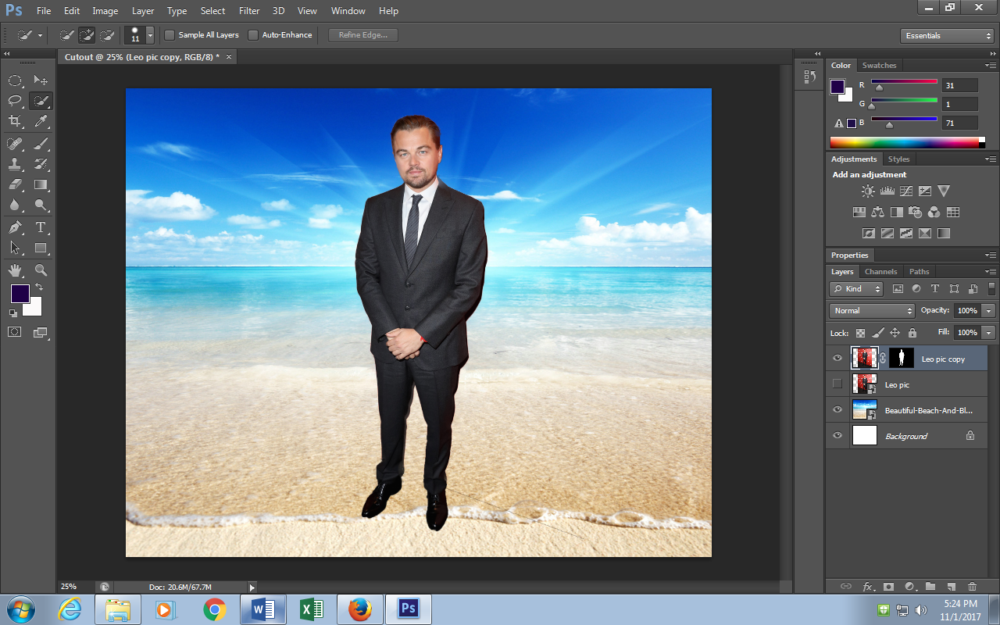 Ps File Edit Image Layer Type Select Filter 3D View Window Help
11 Sample All Layers Auto-Enhance Refine Edge... Essentials
Cutout @ 25% (Leo pic copy, RGB/8) * ×
Color Swatches
R 31
G 1
B 71
Adjustments Styles
Add an adjustment
Properties
Layers Channels Paths
Kind
Normal Opacity: 100%
Lock: Fill: 100%
Leo pic copy
Leo pic
Beautiful-Beach-And-Bl...
Background
25% Doc: 20.6M/67.7M
Ps
5:24 PM
11/1/2017